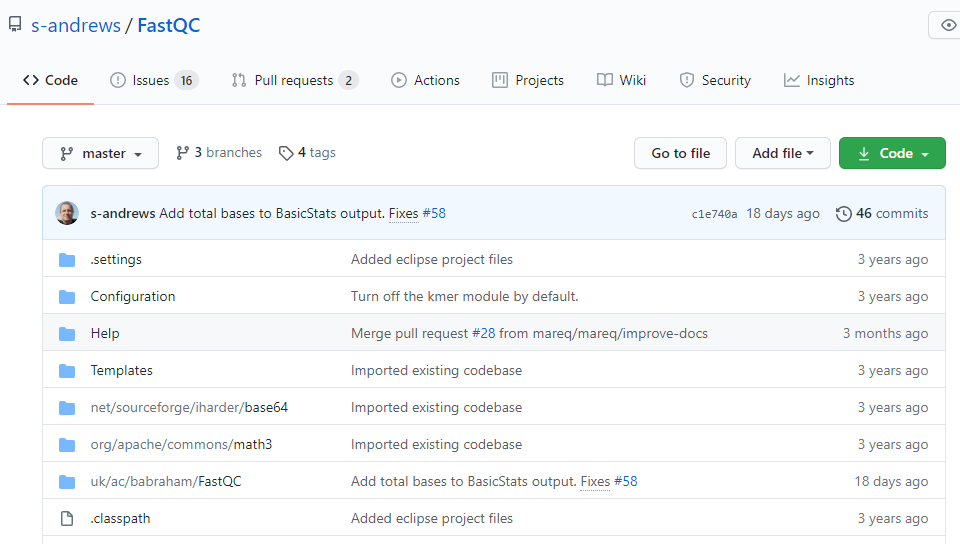 s-andrews / FastQC
Code Issues 16 Pull requests 2 Actions Projects Wiki Security Insights
master 3 branches 4 tags Go to file Add file Code
s-andrews Add total bases to BasicStats output. Fixes #58 c1e740a 18 days ago 46 commits
.settings Added eclipse project files 3 years ago
Configuration Turn off the kmer module by default. 3 years ago
Help Merge pull request #28 from mareq/mareq/improve-docs 3 months ago
Templates Imported existing codebase 3 years ago
net/sourceforge/iharder/base64 Imported existing codebase 3 years ago
org/apache/commons/math3 Imported existing codebase 3 years ago
uk/ac/babraham/FastQC Add total bases to BasicStats output. Fixes #58 18 days ago
.classpath Added eclipse project files 3 years ago